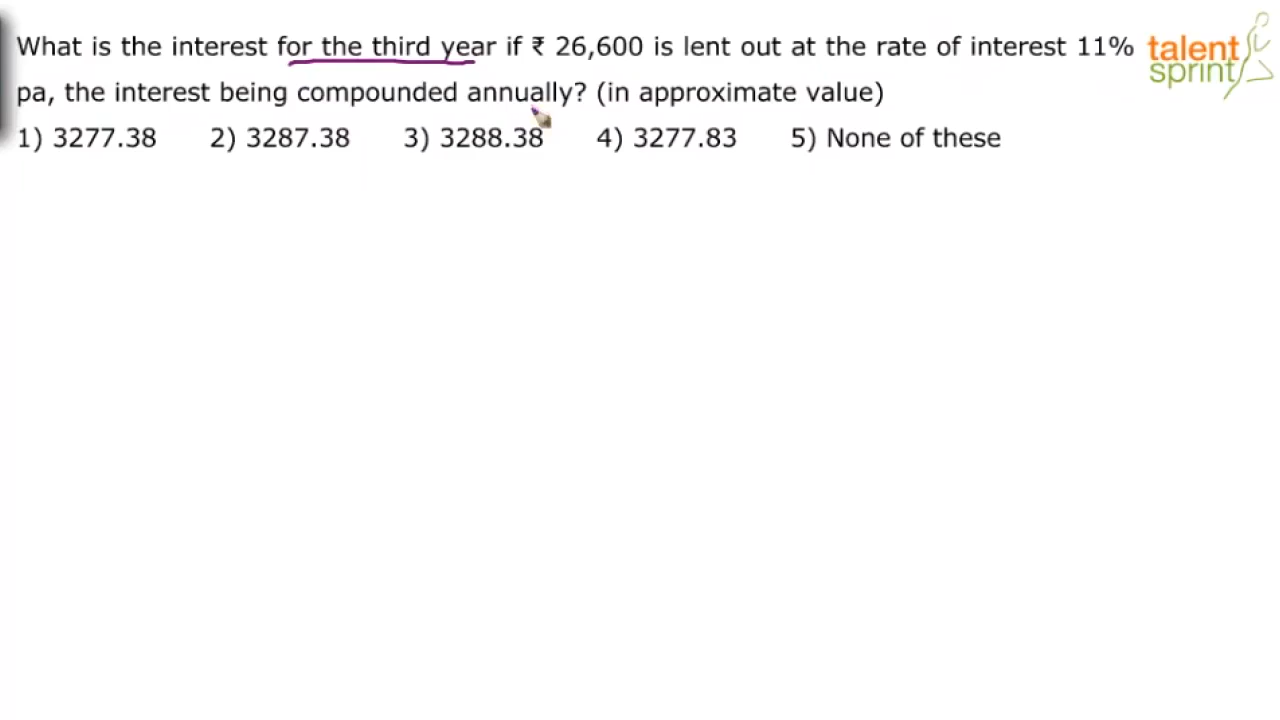 What is the interest for the third year if ₹ 26,600 is lent out at the rate of interest 11%
pa, the interest being compounded annually? (in approximate value)
1) 3277.38 2) 3287.38 3) 3288.38 4) 3277.83 5) None of these
talent
sprint